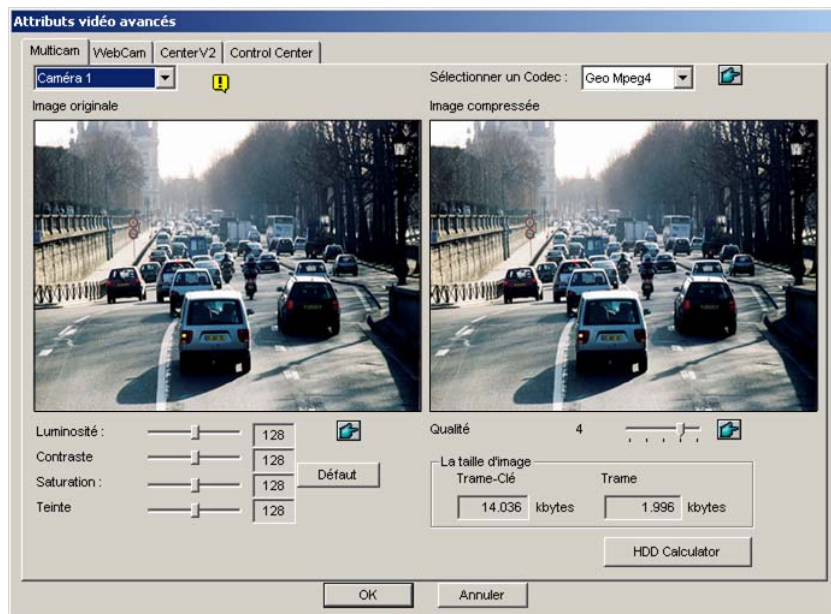 Attributs vidéo avancés
Multicam WebCam CenterV2 Control Center
Caméra 1
Sélectionner un Codec : Geo Mpeg4
Image originale
Image compressée
Luminosité : 128
Contraste 128
Saturation : 128
Teinte 128
Défaut
Qualité 4
La taille d'image
Trame-Clé Trame
14.036 kbytes 1.996 kbytes
HDD Calculator
OK Annuler